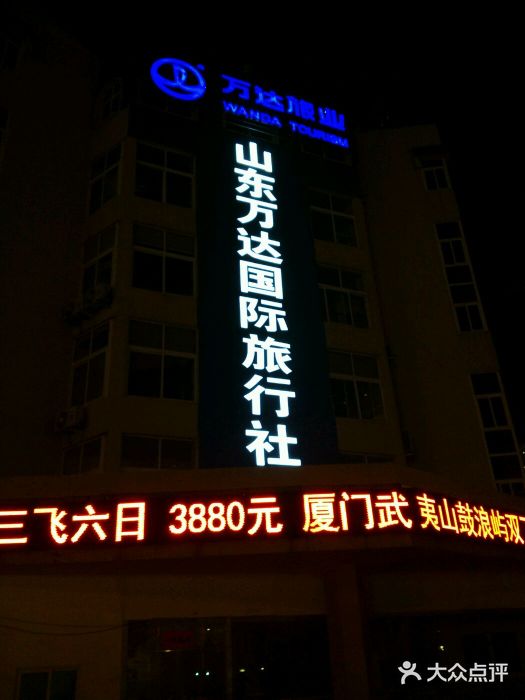 万达旅业
WANDA TOURISM
山东万达国际旅行社
三飞六日 3880元 厦门武夷山鼓浪屿双
大众点评